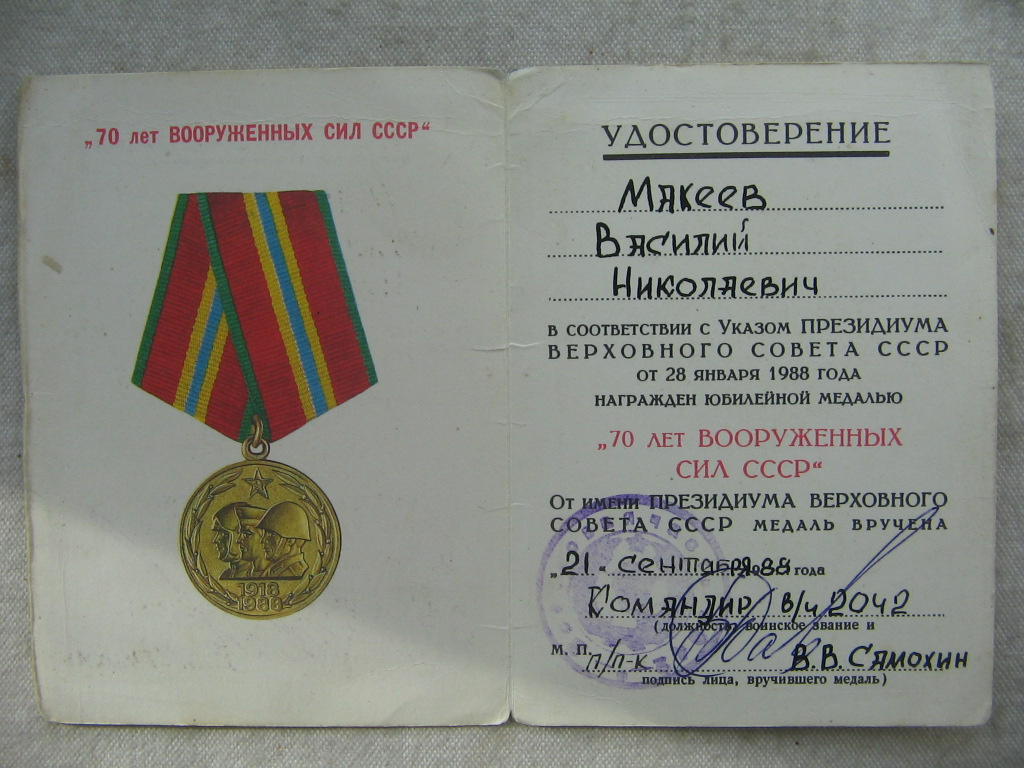 „70 лет ВООРУЖЕННЫХ СИЛ СССР“
1918
1988
УДОСТОВЕРЕНИЕ
Макеев
Василий
Николаевич
В СООТВЕТСТВИИ С УКАЗОМ ПРЕЗИДИУМА
ВЕРХОВНОГО СОВЕТА СССР
ОТ 28 ЯНВАРЯ 1988 ГОДА
НАГРАЖДЕН ЮБИЛЕЙНОЙ МЕДАЛЬЮ
„70 ЛЕТ ВООРУЖЕННЫХ
СИЛ СССР“
ОТ ИМЕНИ ПРЕЗИДИУМА ВЕРХОВНОГО
СОВЕТА СССР МЕДАЛЬ ВРУЧЕНА
„21“ сентября года
Командир в/ч 2042
(должность, воинское звание и
М. П. п/п-к В.В. Самохин
подпись лица, вручившего медаль)